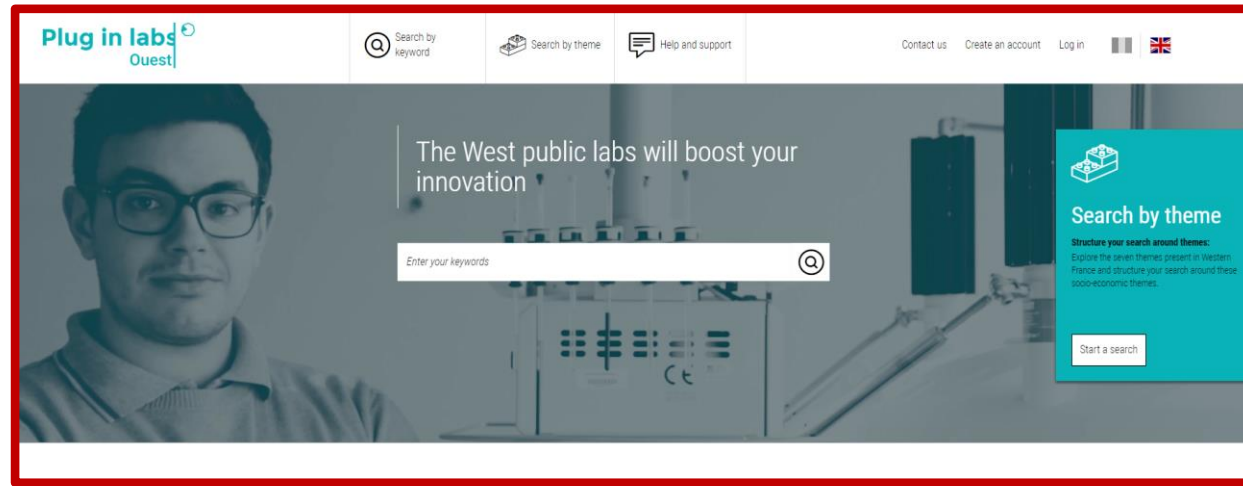 Plug in labs
Ouest
Search by
keyword
Search by theme
Help and support
Contact us
Create an account
Log in
The West public labs will boost your
innovation
Enter your keywords
Search by theme
Structure your search around themes:
Explore the seven themes present in Western
France and structure your search around these
socio-economic themes.
Start a search
CE